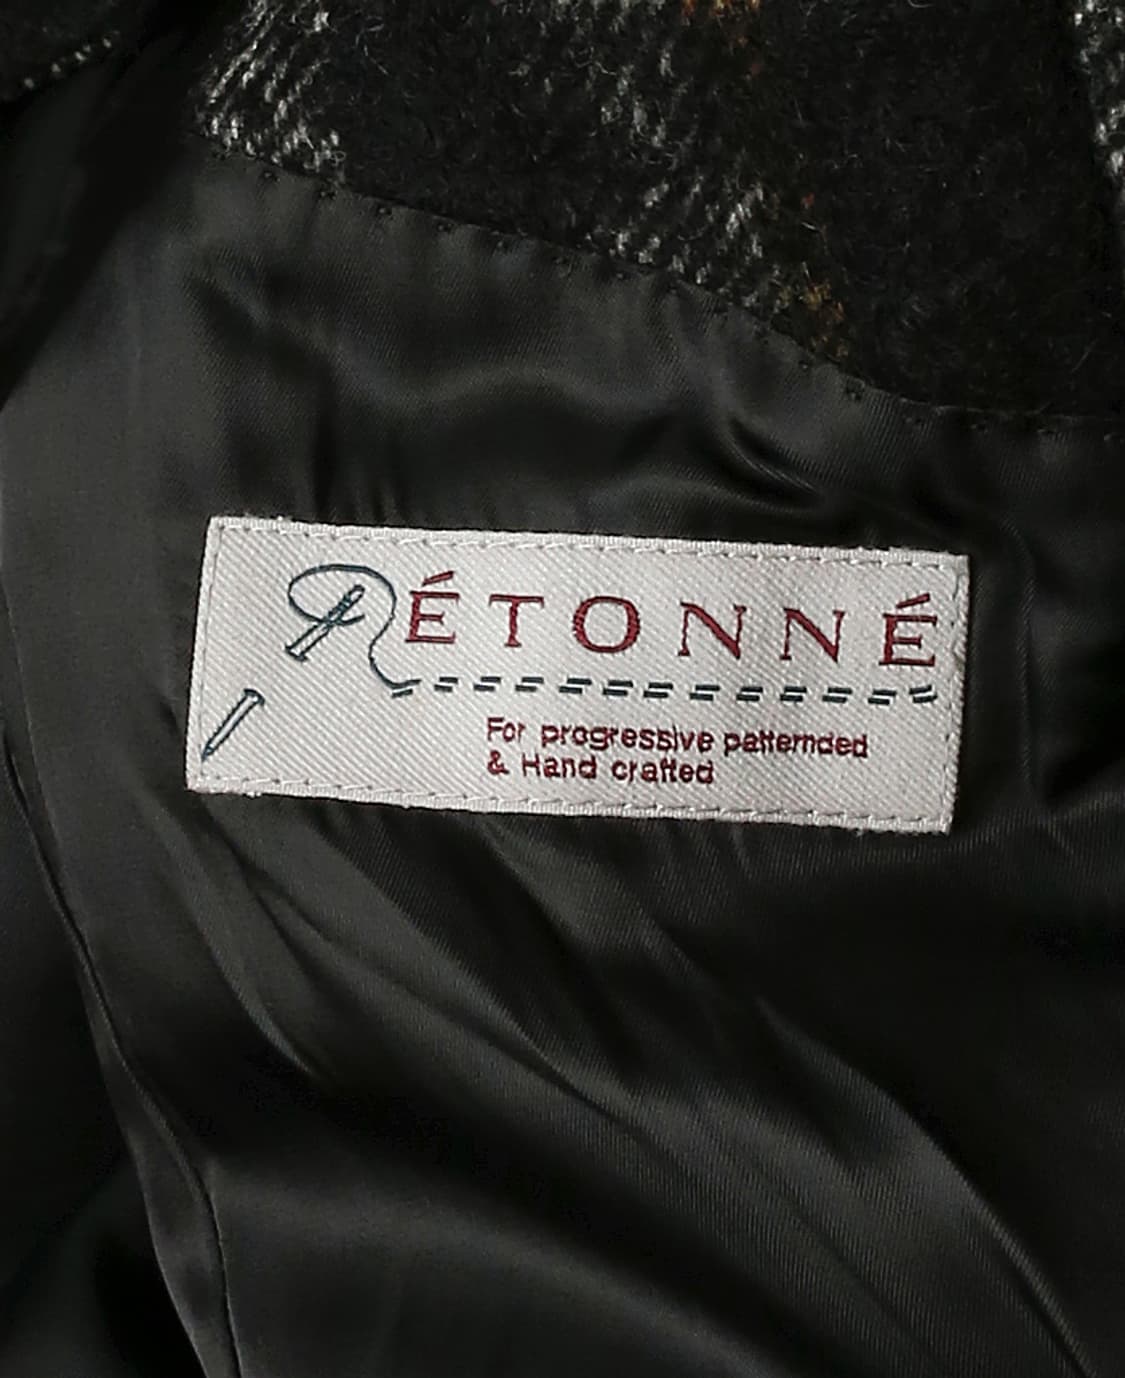 RÉTONNÉ
For progressive patternded
& Hand crafted